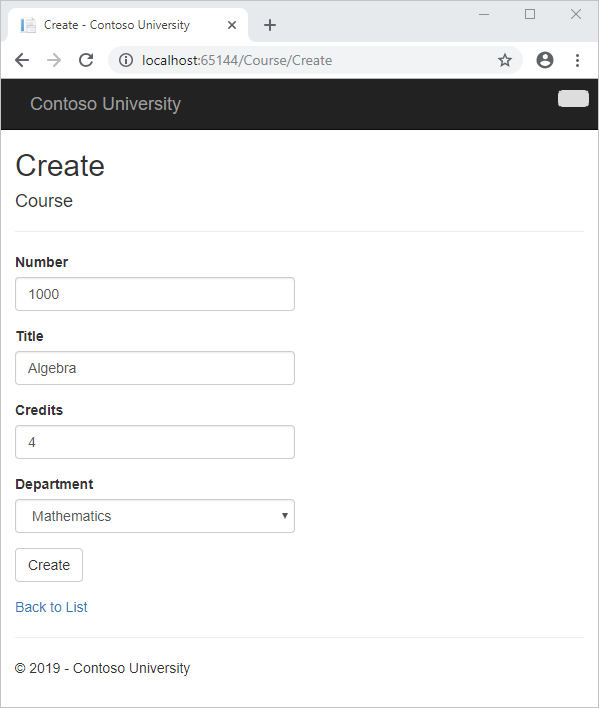 Create - Contoso University
localhost:65144/Course/Create
Contoso University
Create
Course
Number
1000
Title
Algebra
Credits
4
Department
Mathematics
Create
Back to List
© 2019 - Contoso University